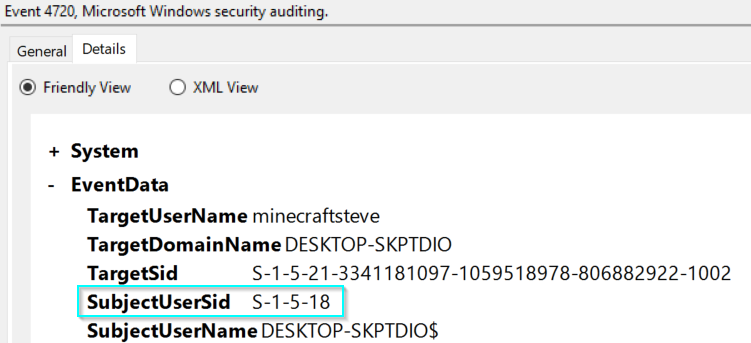 Event 4720, Microsoft Windows security auditing.
General Details
Friendly View XML View
+ System
- EventData
TargetUserName minecraftsteve
TargetDomainName DESKTOP-SKPTDIO
TargetSid S-1-5-21-3341181097-1059518978-806882922-1002
SubjectUserSid S-1-5-18
SubjectUserName DESKTOP-SKPTDIO$